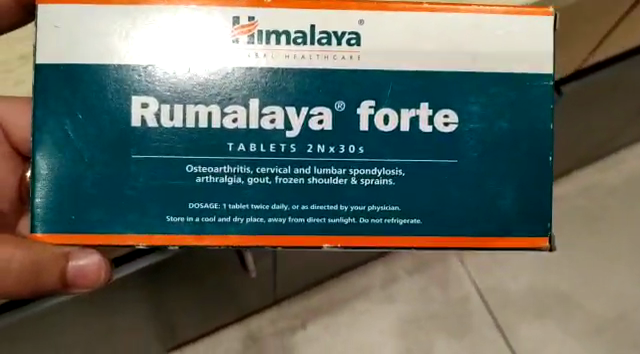 Himalaya®
HERBAL HEALTHCARE
Rumalaya® forte
TABLETS 2Nx30s
Osteoarthritis, cervical and lumbar spondylosis,
arthralgia, gout, frozen shoulder & sprains.
DOSAGE: 1 tablet twice daily, or as directed by your physician.
Store in a cool and dry place, away from direct sunlight. Do not refrigerate.